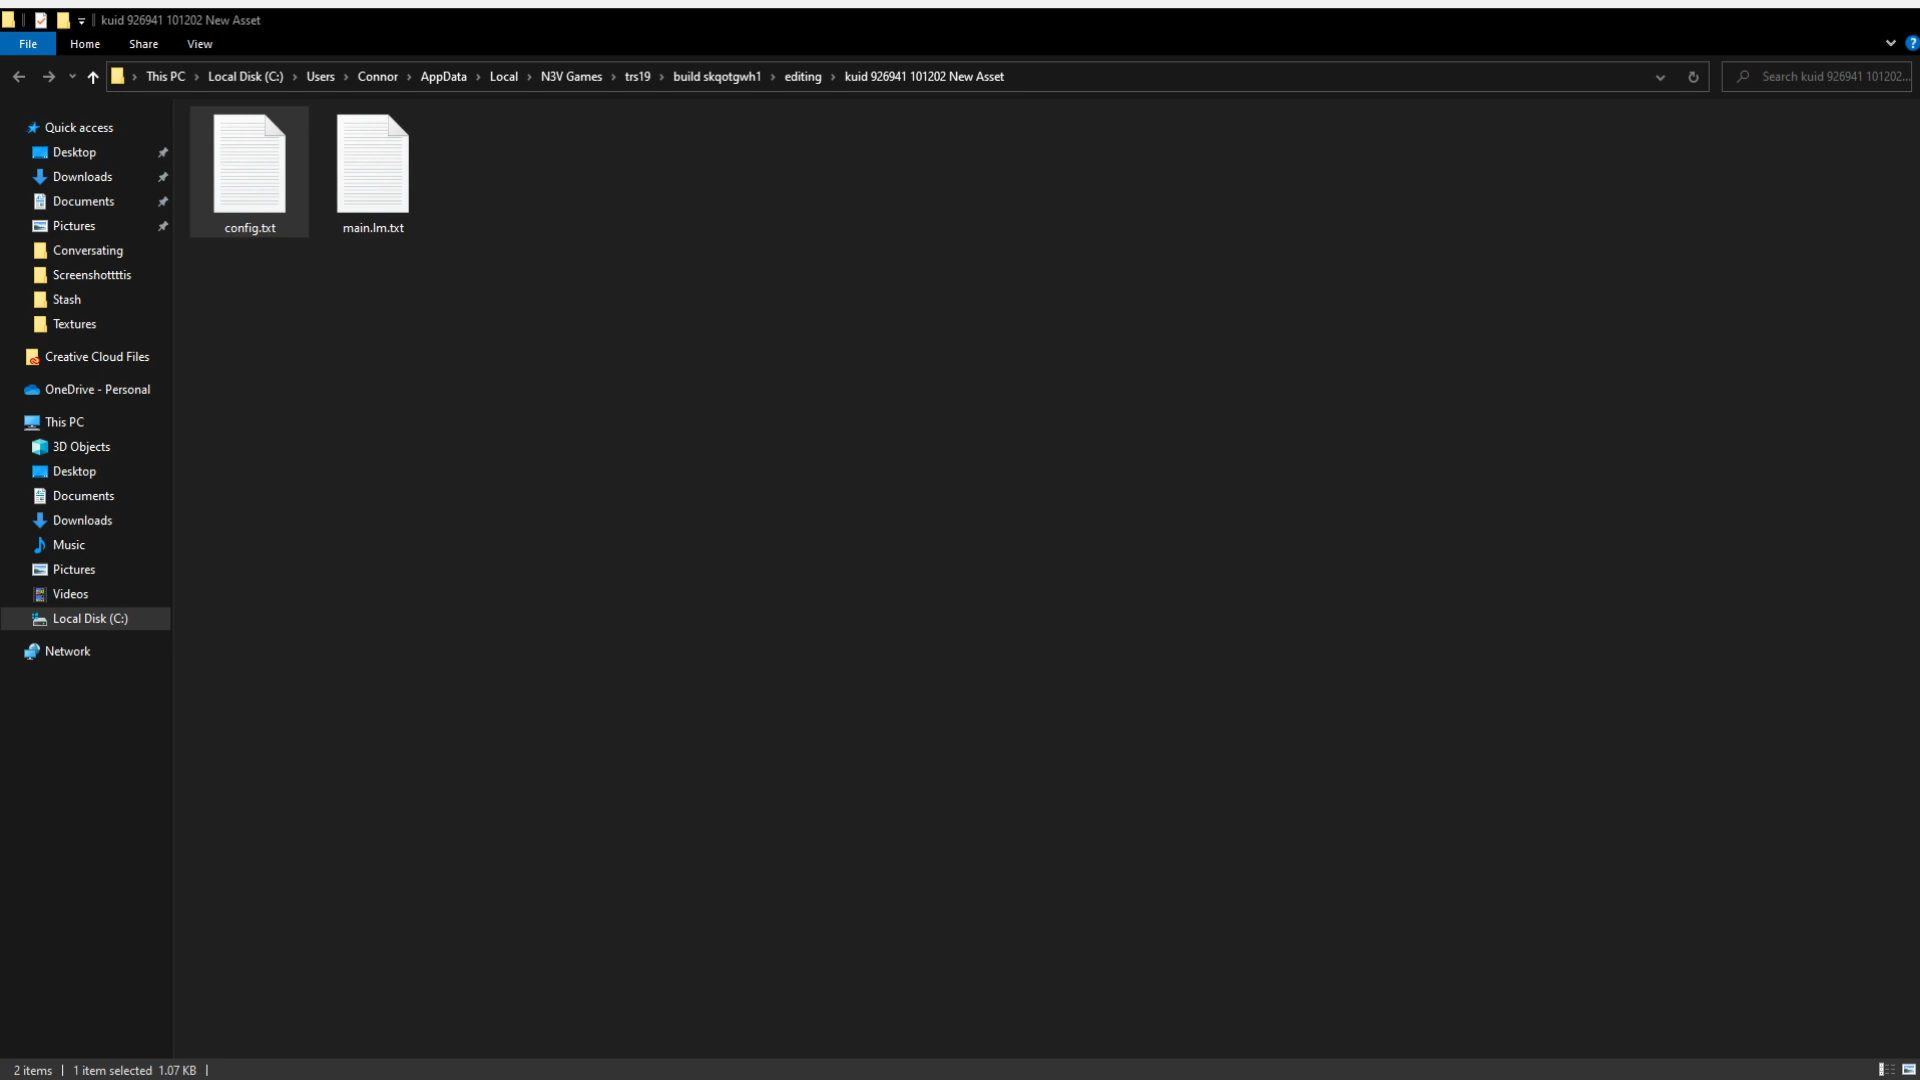 kuid 926941 101202 New Asset
File Home Share View
This PC Local Disk (C:) Users Connor AppData Local N3V Games trs19 build skqotgwh1 editing kuid 926941 101202 New Asset
Search kuid 926941 101202...
Quick access
Desktop
Downloads
Documents
Pictures
Conversating
Screenshottttis
Stash
Textures
Creative Cloud Files
OneDrive - Personal
This PC
3D Objects
Desktop
Documents
Downloads
Music
Pictures
Videos
Local Disk (C:)
Network
config.txt
main.lm.txt
2 items | 1 item selected 1.07 KB |